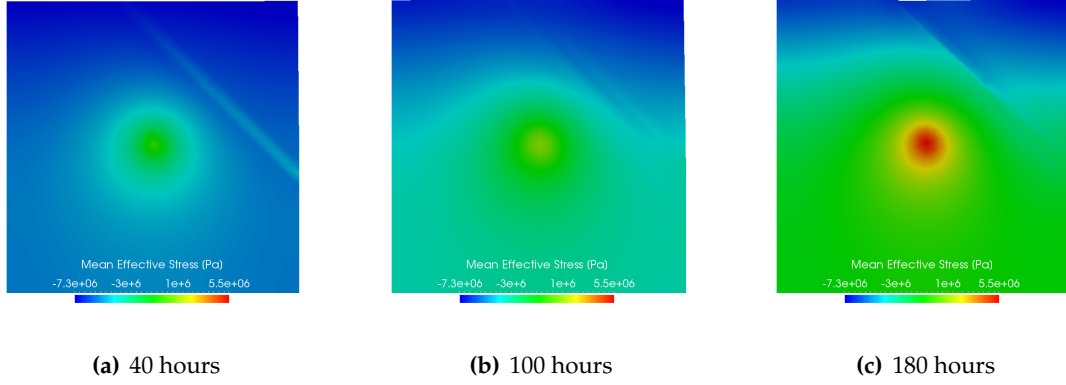 Mean Effective Stress [Pa]
-7.3e+06 -3e+6 1e+6 5.5e+06
Mean Effective Stress [Pa]
-7.3e+06 -3e+6 1e+6 5.5e+06
Mean Effective Stress [Pa]
-7.3e+06 -3e+6 1e+6 5.5e+06
(a) 40 hours
(b) 100 hours
(c) 180 hours